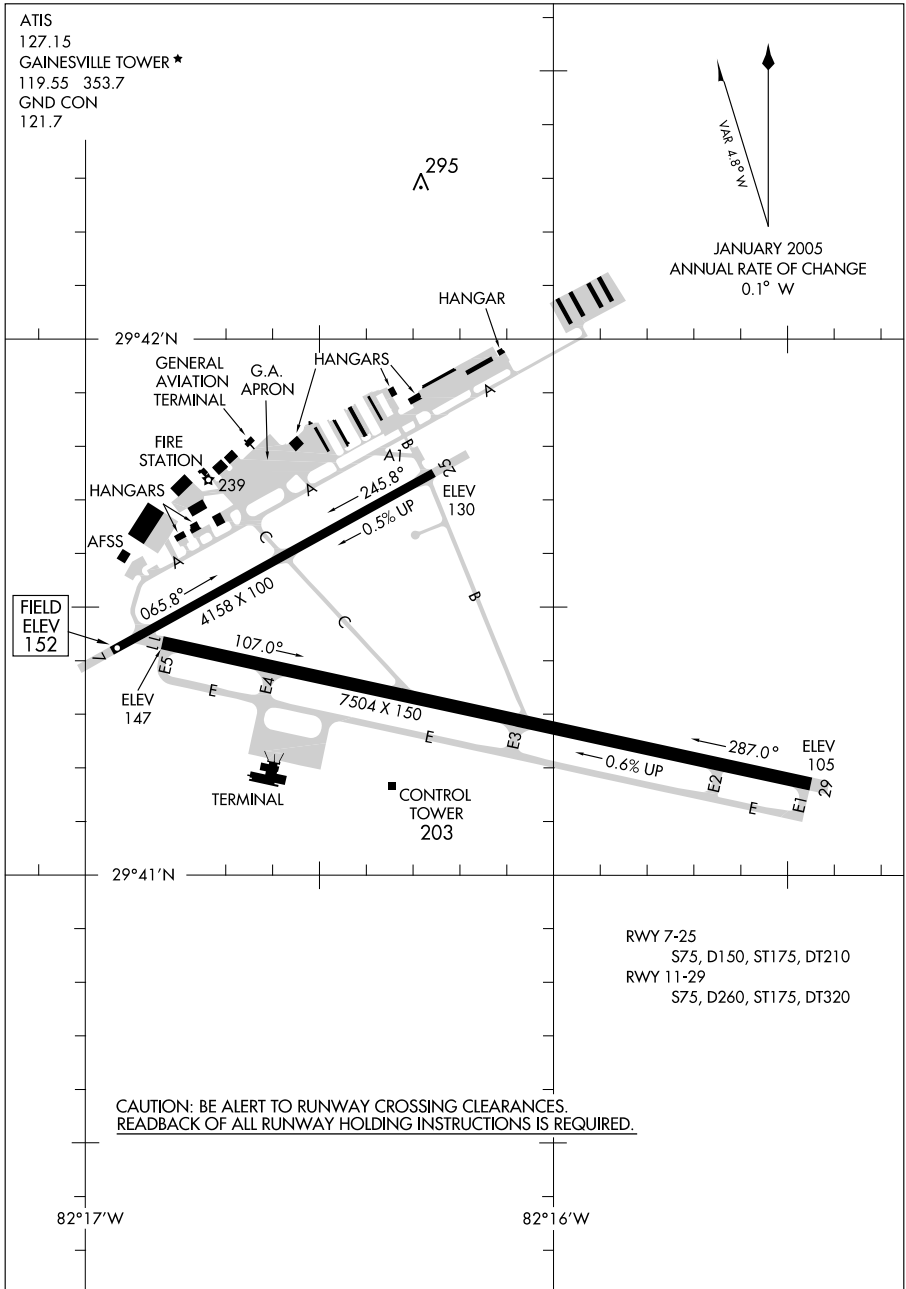 ATIS
127.15
GAINESVILLE TOWER ★
119.55 353.7
GND CON
121.7
295
VAR 4.8° W
JANUARY 2005
ANNUAL RATE OF CHANGE
0.1° W
HANGAR
29°42'N
GENERAL
AVIATION
TERMINAL
G.A.
APRON
HANGARS
A
B
FIRE
STATION
239
A1
A
25
ELEV
130
245.8°
0.5% UP
HANGARS
AFSS
A
C
065.8°
4158 X 100
B
C
FIELD
ELEV
152
7
11
107.0°
E5
ELEV
147
E
E4
7504 X 150
E
E3
287.0°
0.6% UP
ELEV
105
29
E2
E
E1
TERMINAL
CONTROL
TOWER
203
29°41'N
RWY 7-25
S75, D150, ST175, DT210
RWY 11-29
S75, D260, ST175, DT320
CAUTION: BE ALERT TO RUNWAY CROSSING CLEARANCES.
READBACK OF ALL RUNWAY HOLDING INSTRUCTIONS IS REQUIRED.
82°17'W
82°16'W